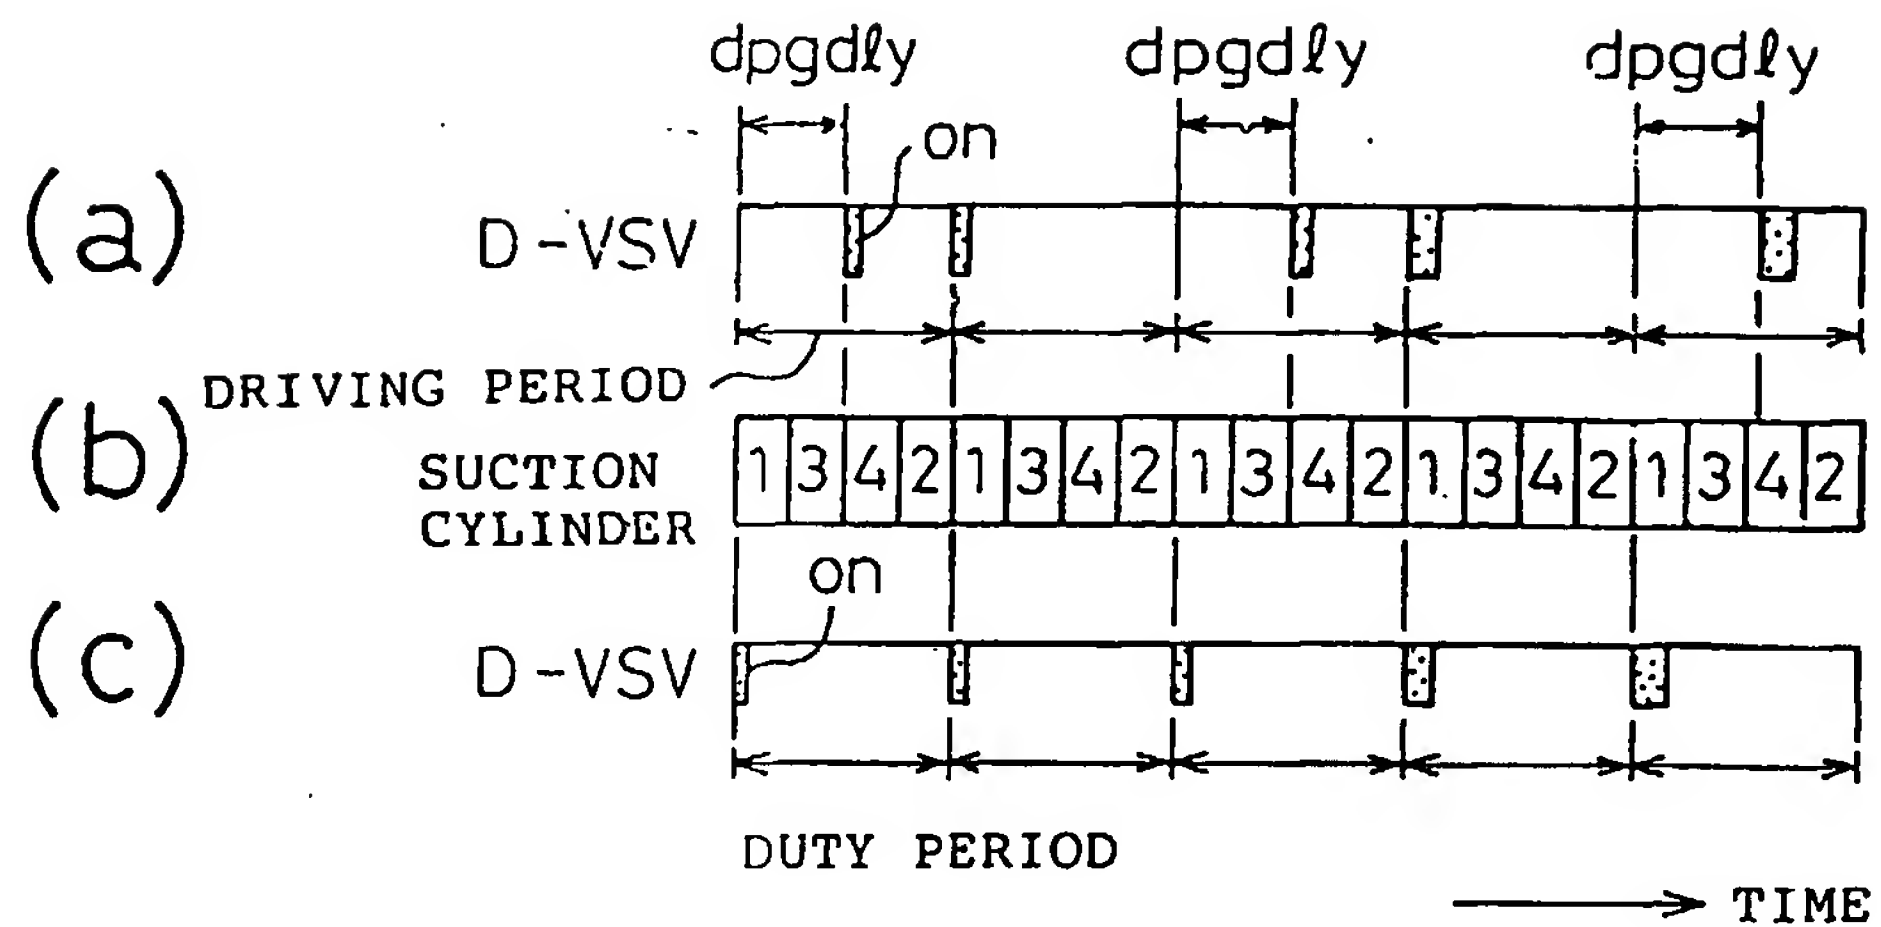 dpgdly dpgdly dpgdly
on
(a) D-VSV
DRIVING PERIOD
(b) SUCTION CYLINDER
1 3 4 2 1 3 4 2 1 3 4 2 1 3 4 2 1 3 4 2
on
(c) D-VSV
DUTY PERIOD
TIME